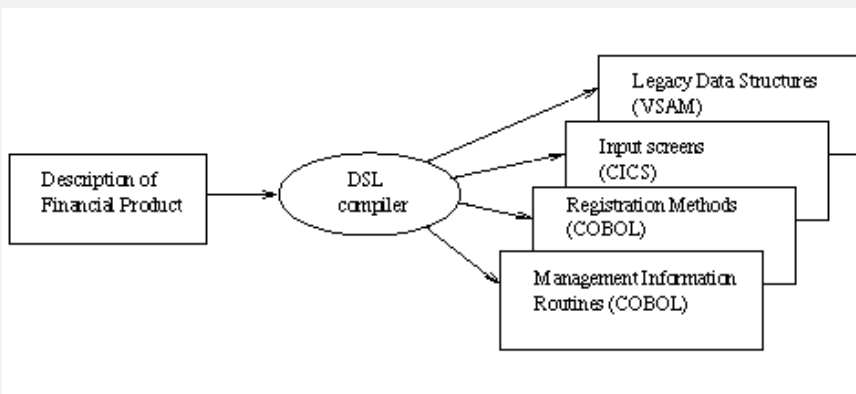 Legacy Data Structures
(VSAM)
Input screens
(CICS)
Description of
Financial Product
DSL
compiler
Registration Methods
(COBOL)
Management Information
Routines (COBOL)